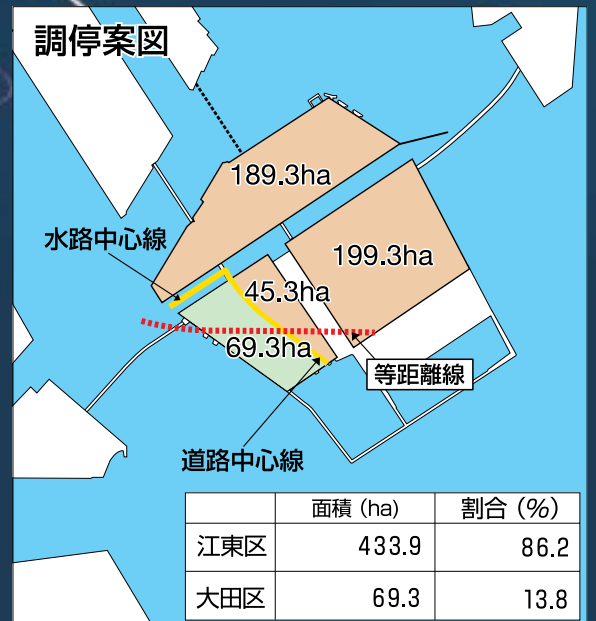 調停案図
189.3ha
水路中心線
199.3ha
45.3ha
69.3ha
等距離線
道路中心線
面積(ha) 割合(%)
江東区 433.9 86.2
大田区 69.3 13.8